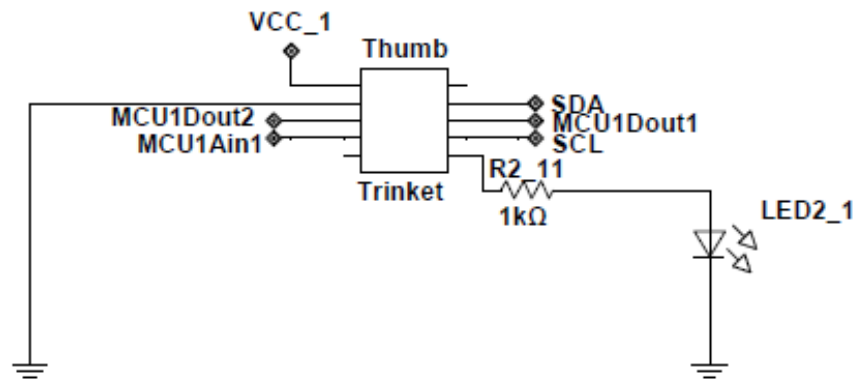 VCC_1
Thumb
SDA
MCU1Dout2
MCU1Dout1
MCU1Ain1
SCL
R2_11
Trinket
1kΩ
LED2_1